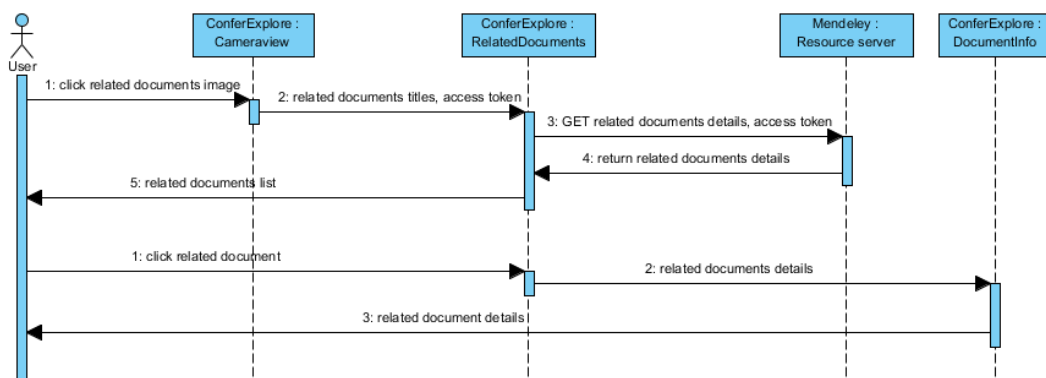 ConferExplore :
Cameraview
ConferExplore :
RelatedDocuments
Mendeley :
Resource server
ConferExplore :
DocumentInfo
User
1: click related documents image
2: related documents titles, access token
3: GET related documents details, access token
4: return related documents details
5: related documents list
1: click related document
2: related documents details
3: related document details